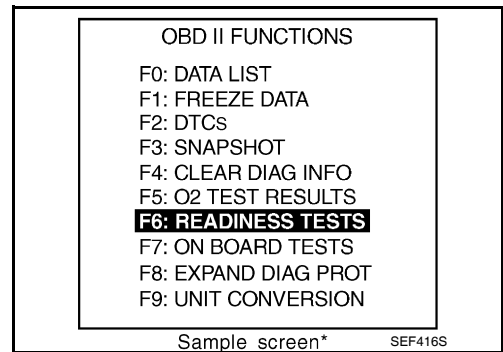 OBD II FUNCTIONS
F0: DATA LIST
F1: FREEZE DATA
F2: DTCs
F3: SNAPSHOT
F4: CLEAR DIAG INFO
F5: O2 TEST RESULTS
F6: READINESS TESTS
F7: ON BOARD TESTS
F8: EXPAND DIAG PROT
F9: UNIT CONVERSION
Sample screen* SEF416S